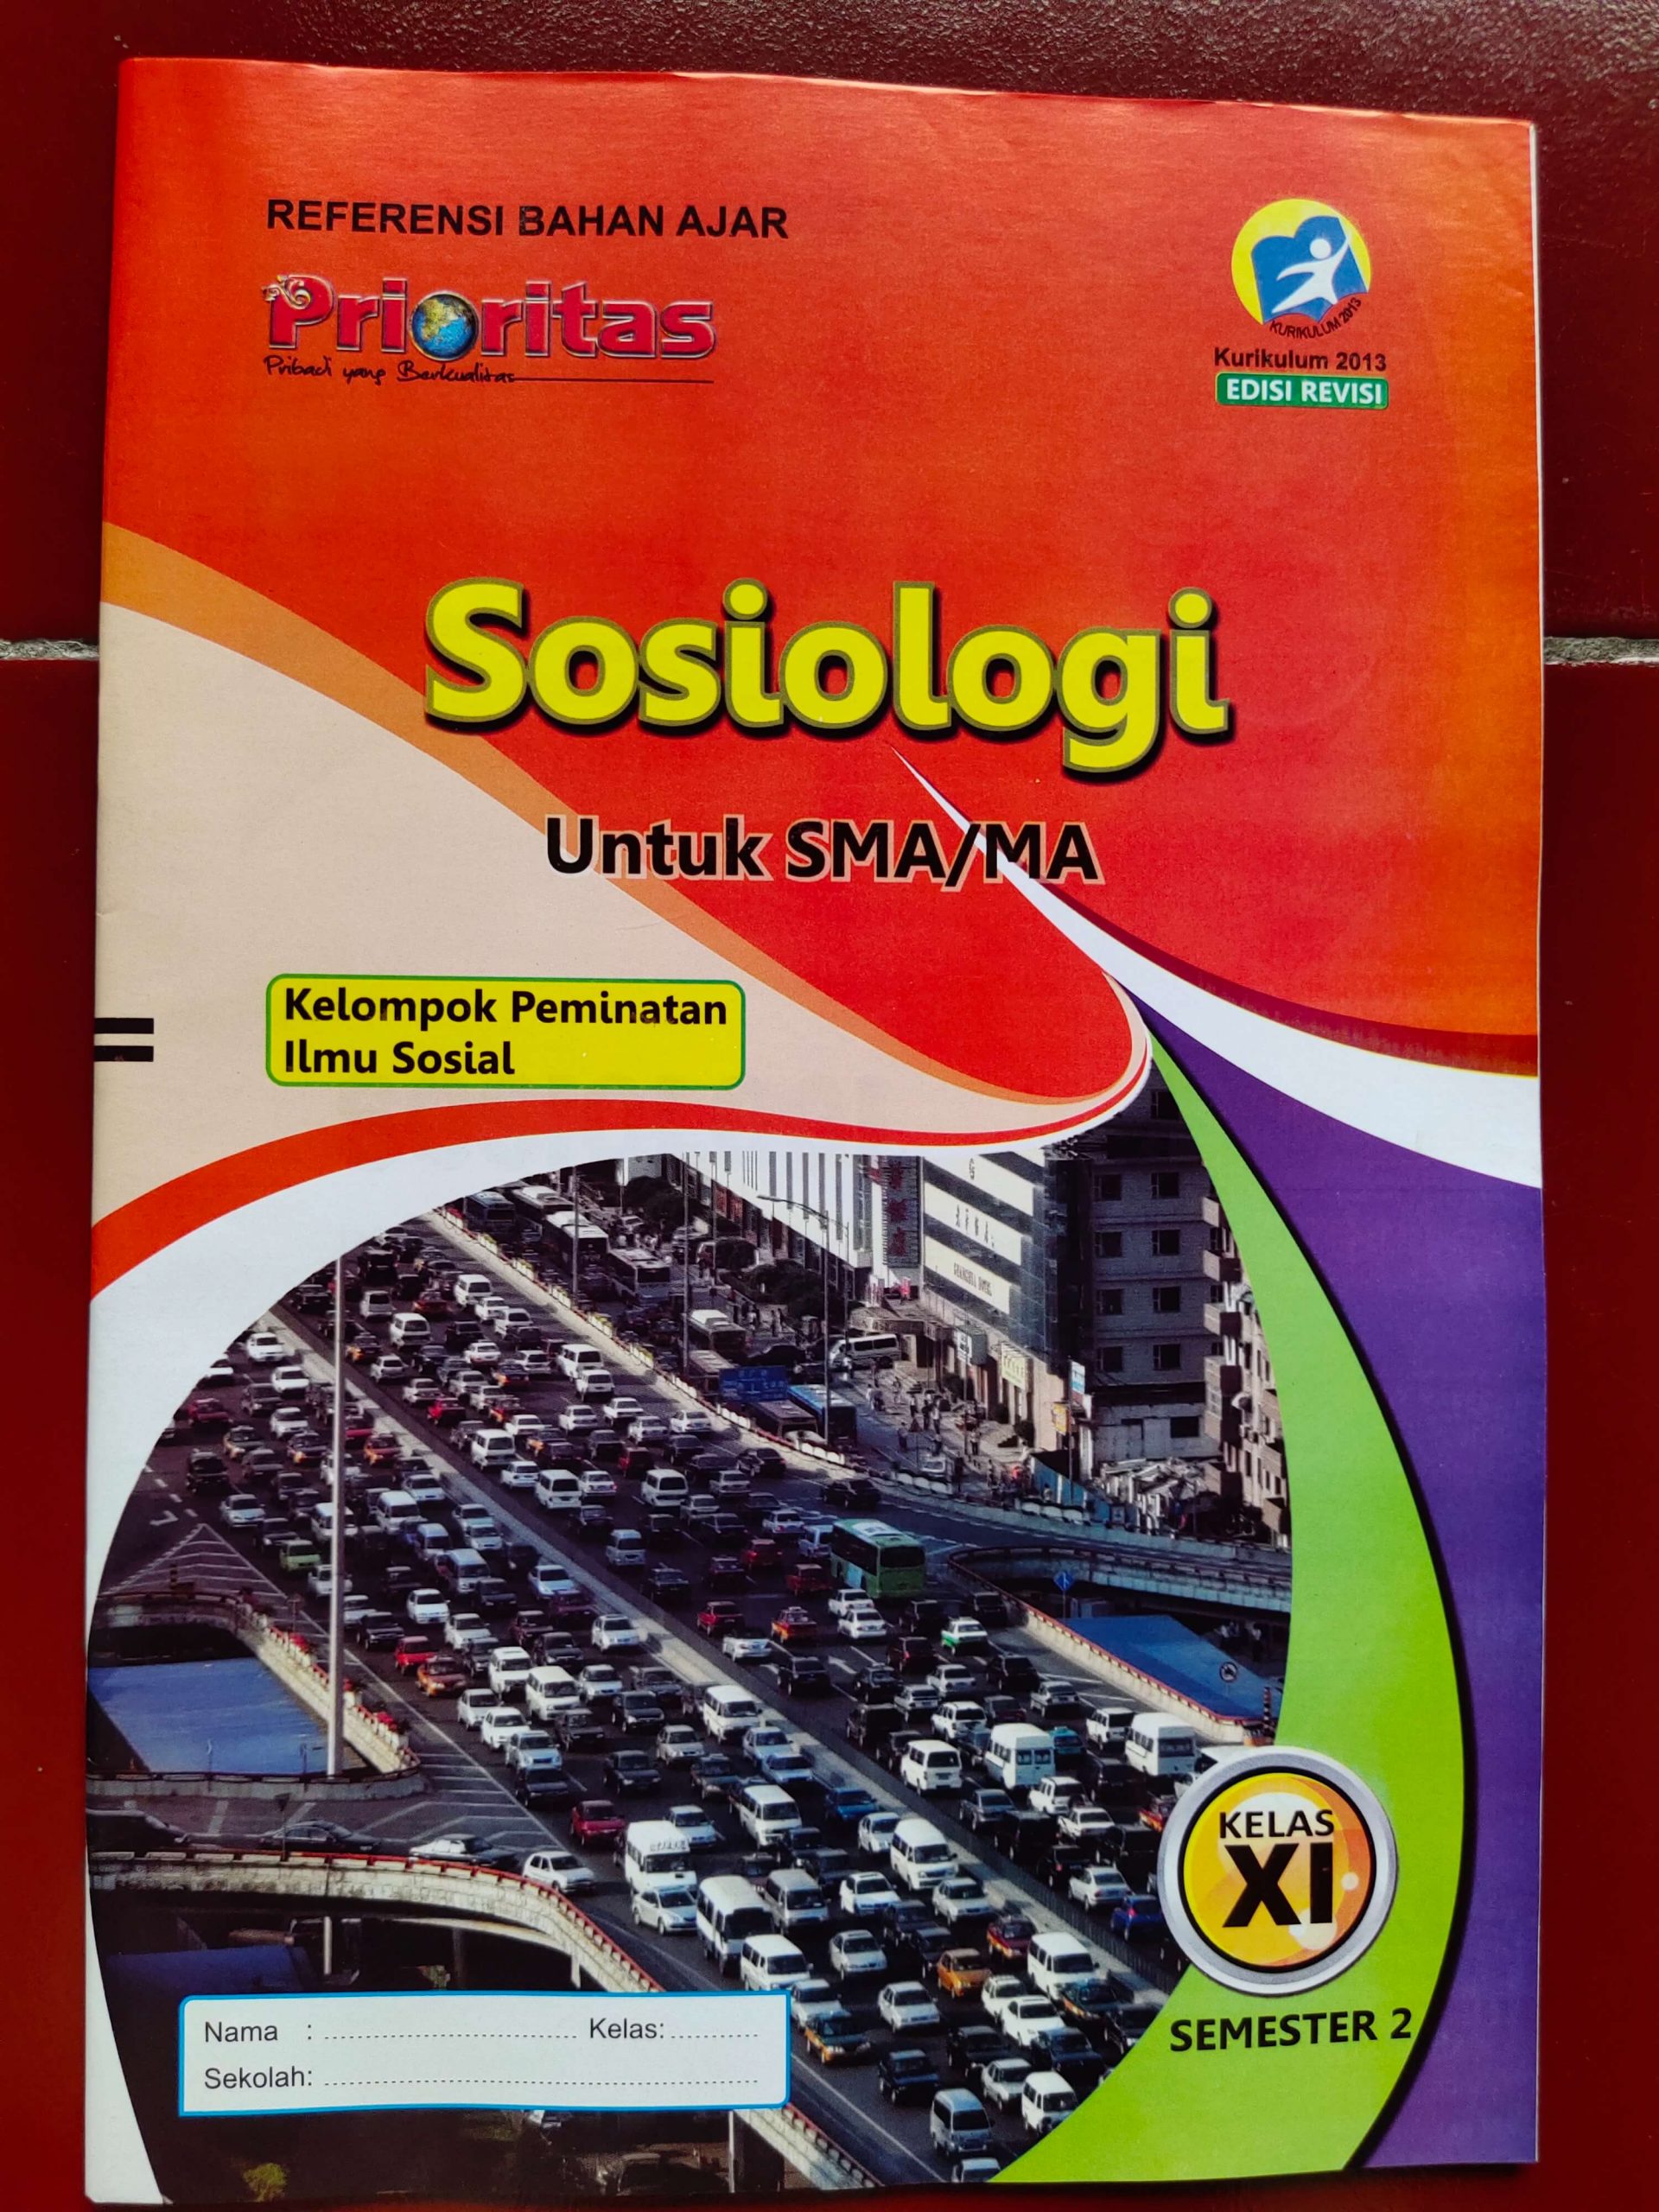 REFERENSI BAHAN AJAR
Prioritas
Pribadi yang Berkualitas
KURIKULUM 2013
Kurikulum 2013
EDISI REVISI
Sosiologi
Untuk SMA/MA
Kelompok Peminatan
Ilmu Sosial
KELAS
XI
SEMESTER 2
Nama : .................................. Kelas: ............
Sekolah: ..........................................................